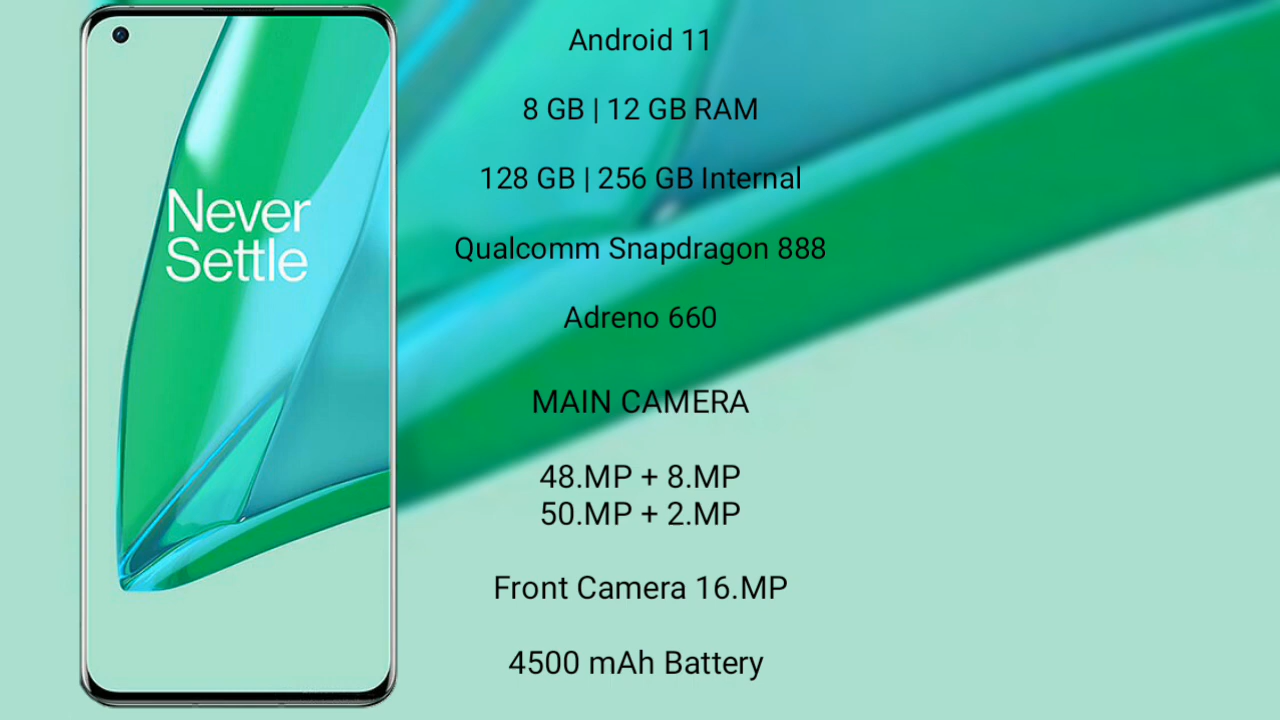 Never
Settle
Android 11
8 GB | 12 GB RAM
128 GB | 256 GB Internal
Qualcomm Snapdragon 888
Adreno 660
MAIN CAMERA
48.MP + 8.MP
50.MP + 2.MP
Front Camera 16.MP
4500 mAh Battery